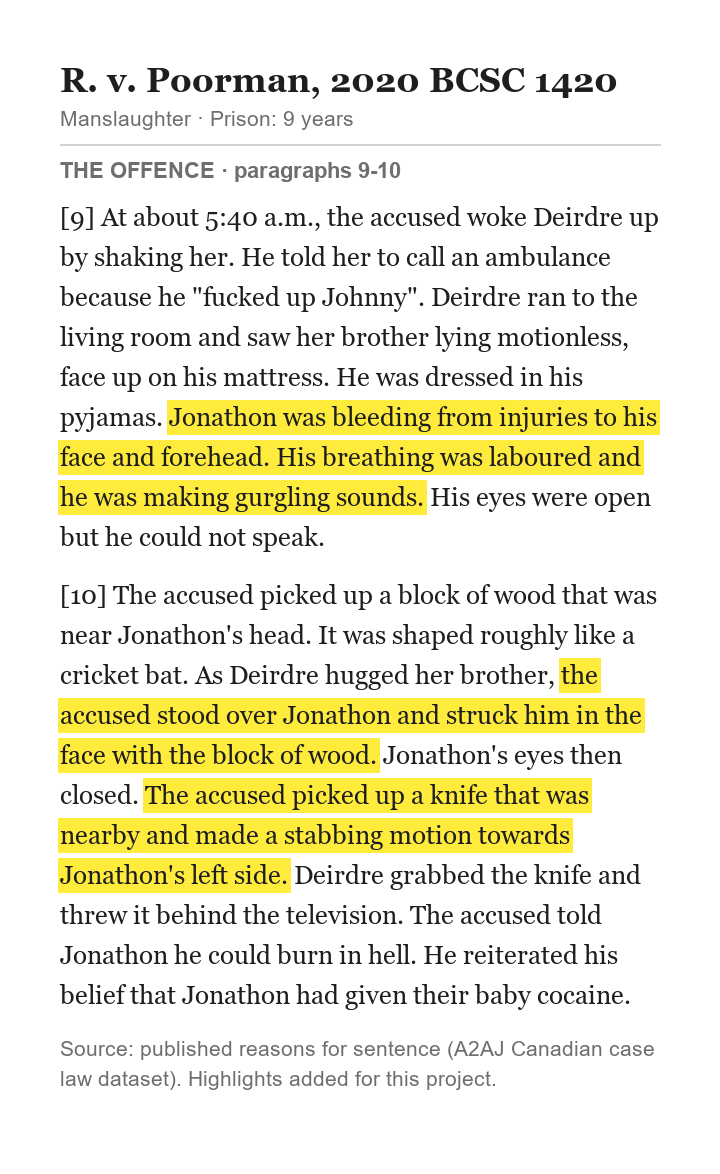 R. v. Poorman, 2020 BCSC 1420
Manslaughter · Prison: 9 years
THE OFFENCE · paragraphs 9-10
[9] At about 5:40 a.m., the accused woke Deirdre up
by shaking her. He told her to call an ambulance
because he "fucked up Johnny". Deirdre ran to the
living room and saw her brother lying motionless,
face up on his mattress. He was dressed in his
pyjamas. Jonathon was bleeding from injuries to his
face and forehead. His breathing was laboured and
he was making gurgling sounds. His eyes were open
but he could not speak.
[10] The accused picked up a block of wood that was
near Jonathon's head. It was shaped roughly like a
cricket bat. As Deirdre hugged her brother, the
accused stood over Jonathon and struck him in the
face with the block of wood. Jonathon's eyes then
closed. The accused picked up a knife that was
nearby and made a stabbing motion towards
Jonathon's left side. Deirdre grabbed the knife and
threw it behind the television. The accused told
Jonathon he could burn in hell. He reiterated his
belief that Jonathon had given their baby cocaine.
Source: published reasons for sentence (A2AJ Canadian case
law dataset). Highlights added for this project.